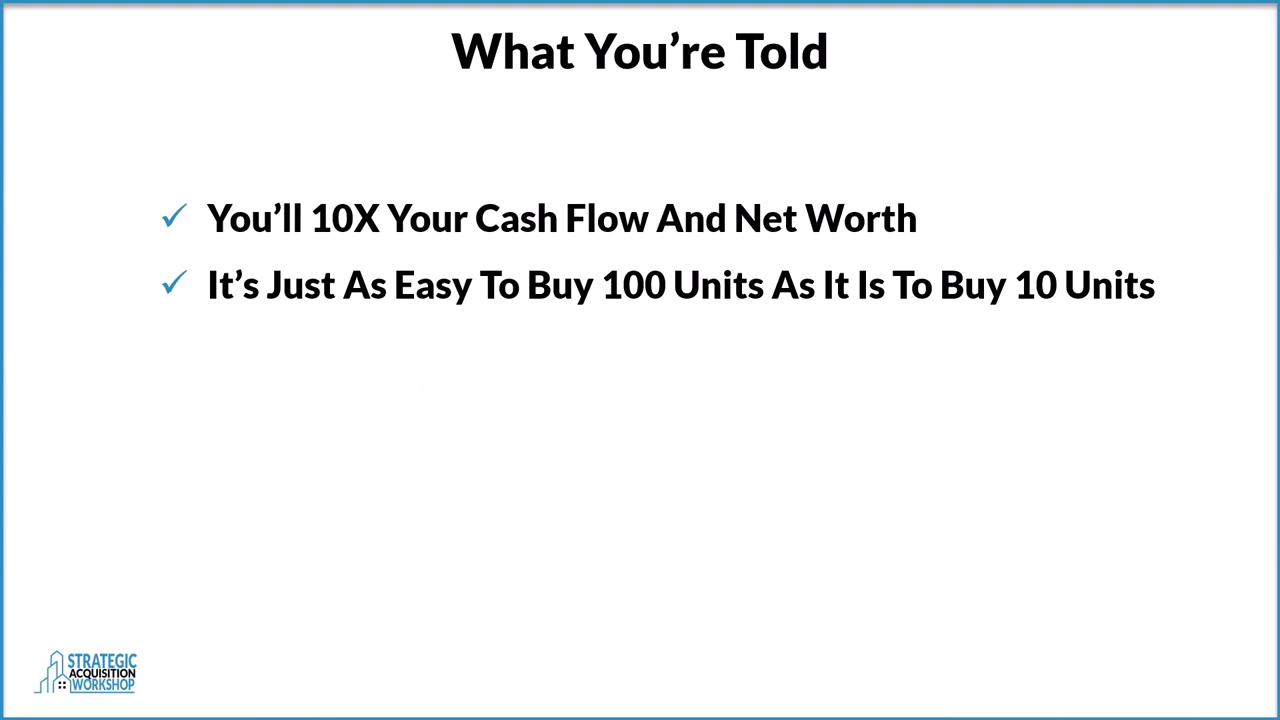 What You’re Told
You’ll 10X Your Cash Flow And Net Worth
It’s Just As Easy To Buy 100 Units As It Is To Buy 10 Units
STRATEGIC
ACQUISITION
WORKSHOP